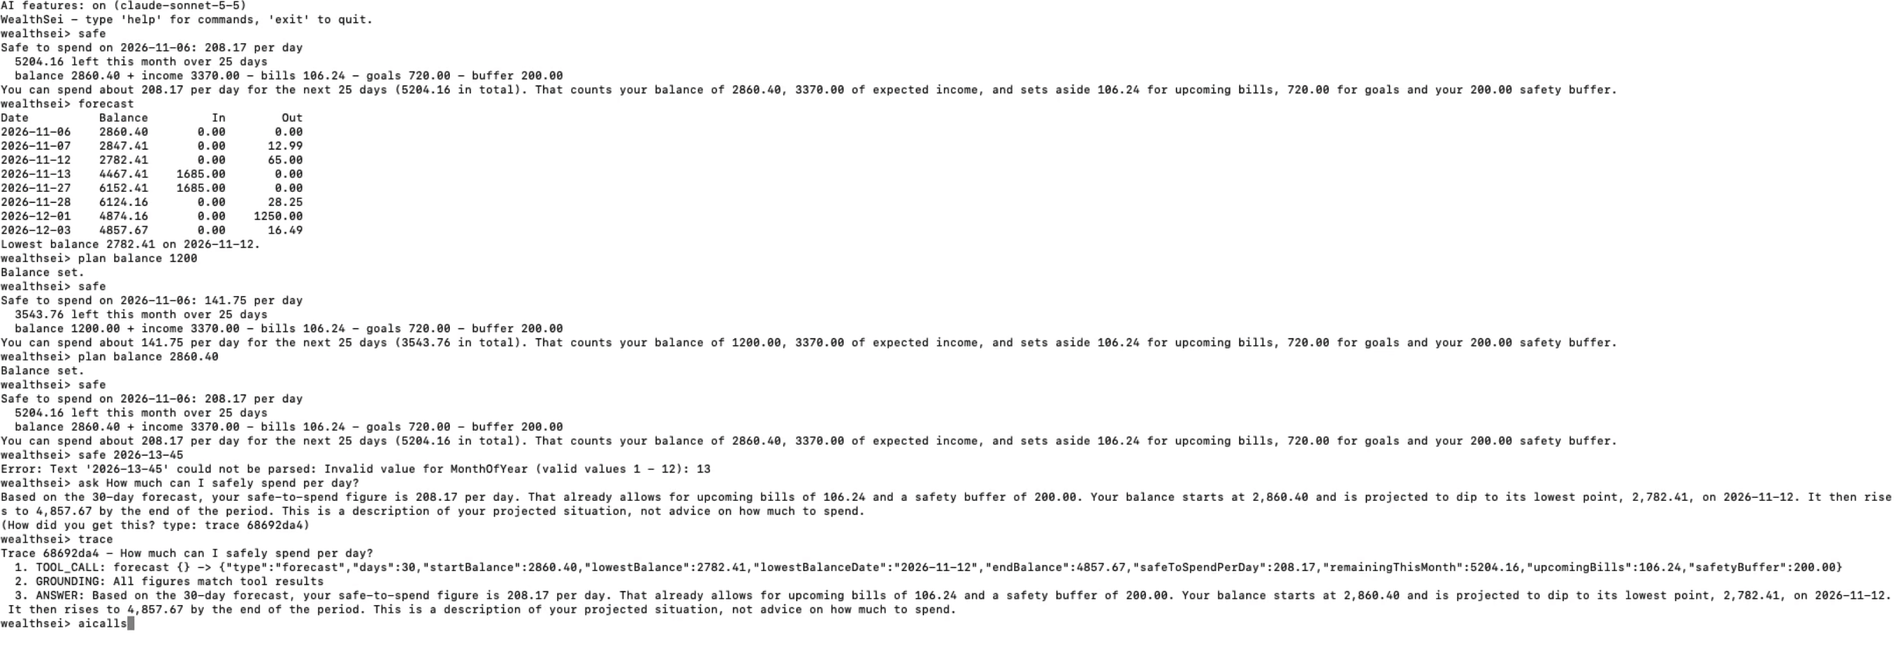 AI features: on (claude-sonnet-5-5)
WealthSei – type 'help' for commands, 'exit' to quit.
wealthsei> safe
Safe to spend on 2026-11-06: 208.17 per day
  5204.16 left this month over 25 days
  balance 2860.40 + income 3370.00 – bills 106.24 – goals 720.00 – buffer 200.00
You can spend about 208.17 per day for the next 25 days (5204.16 in total). That counts your balance of 2860.40, 3370.00 of expected income, and sets aside 106.24 for upcoming bills, 720.00 for goals and your 200.00 safety buffer.
wealthsei> forecast
Date          Balance         In        Out
2026-11-06    2860.40       0.00       0.00
2026-11-07    2847.41       0.00      12.99
2026-11-12    2782.41       0.00      65.00
2026-11-13    4467.41    1685.00       0.00
2026-11-27    6152.41    1685.00       0.00
2026-11-28    6124.16       0.00      28.25
2026-12-01    4874.16       0.00    1250.00
2026-12-03    4857.67       0.00      16.49
Lowest balance 2782.41 on 2026-11-12.
wealthsei> plan balance 1200
Balance set.
wealthsei> safe
Safe to spend on 2026-11-06: 141.75 per day
  3543.76 left this month over 25 days
  balance 1200.00 + income 3370.00 – bills 106.24 – goals 720.00 – buffer 200.00
You can spend about 141.75 per day for the next 25 days (3543.76 in total). That counts your balance of 1200.00, 3370.00 of expected income, and sets aside 106.24 for upcoming bills, 720.00 for goals and your 200.00 safety buffer.
wealthsei> plan balance 2860.40
Balance set.
wealthsei> safe
Safe to spend on 2026-11-06: 208.17 per day
  5204.16 left this month over 25 days
  balance 2860.40 + income 3370.00 – bills 106.24 – goals 720.00 – buffer 200.00
You can spend about 208.17 per day for the next 25 days (5204.16 in total). That counts your balance of 2860.40, 3370.00 of expected income, and sets aside 106.24 for upcoming bills, 720.00 for goals and your 200.00 safety buffer.
wealthsei> safe 2026-13-45
Error: Text '2026-13-45' could not be parsed: Invalid value for MonthOfYear (valid values 1 - 12): 13
wealthsei> ask How much can I safely spend per day?
Based on the 30-day forecast, your safe-to-spend figure is 208.17 per day. That already allows for upcoming bills of 106.24 and a safety buffer of 200.00. Your balance starts at 2,860.40 and is projected to dip to its lowest point, 2,782.41, on 2026-11-12. It then rise
s to 4,857.67 by the end of the period. This is a description of your projected situation, not advice on how much to spend.
(How did you get this? type: trace 68692da4)
wealthsei> trace
Trace 68692da4 – How much can I safely spend per day?
  1. TOOL_CALL: forecast {} -> {"type":"forecast","days":30,"startBalance":2860.40,"lowestBalance":2782.41,"lowestBalanceDate":"2026-11-12","endBalance":4857.67,"safeToSpendPerDay":208.17,"remainingThisMonth":5204.16,"upcomingBills":106.24,"safetyBuffer":200.00}
  2. GROUNDING: All figures match tool results
  3. ANSWER: Based on the 30-day forecast, your safe-to-spend figure is 208.17 per day. That already allows for upcoming bills of 106.24 and a safety buffer of 200.00. Your balance starts at 2,860.40 and is projected to dip to its lowest point, 2,782.41, on 2026-11-12.
 It then rises to 4,857.67 by the end of the period. This is a description of your projected situation, not advice on how much to spend.
wealthsei> aicalls